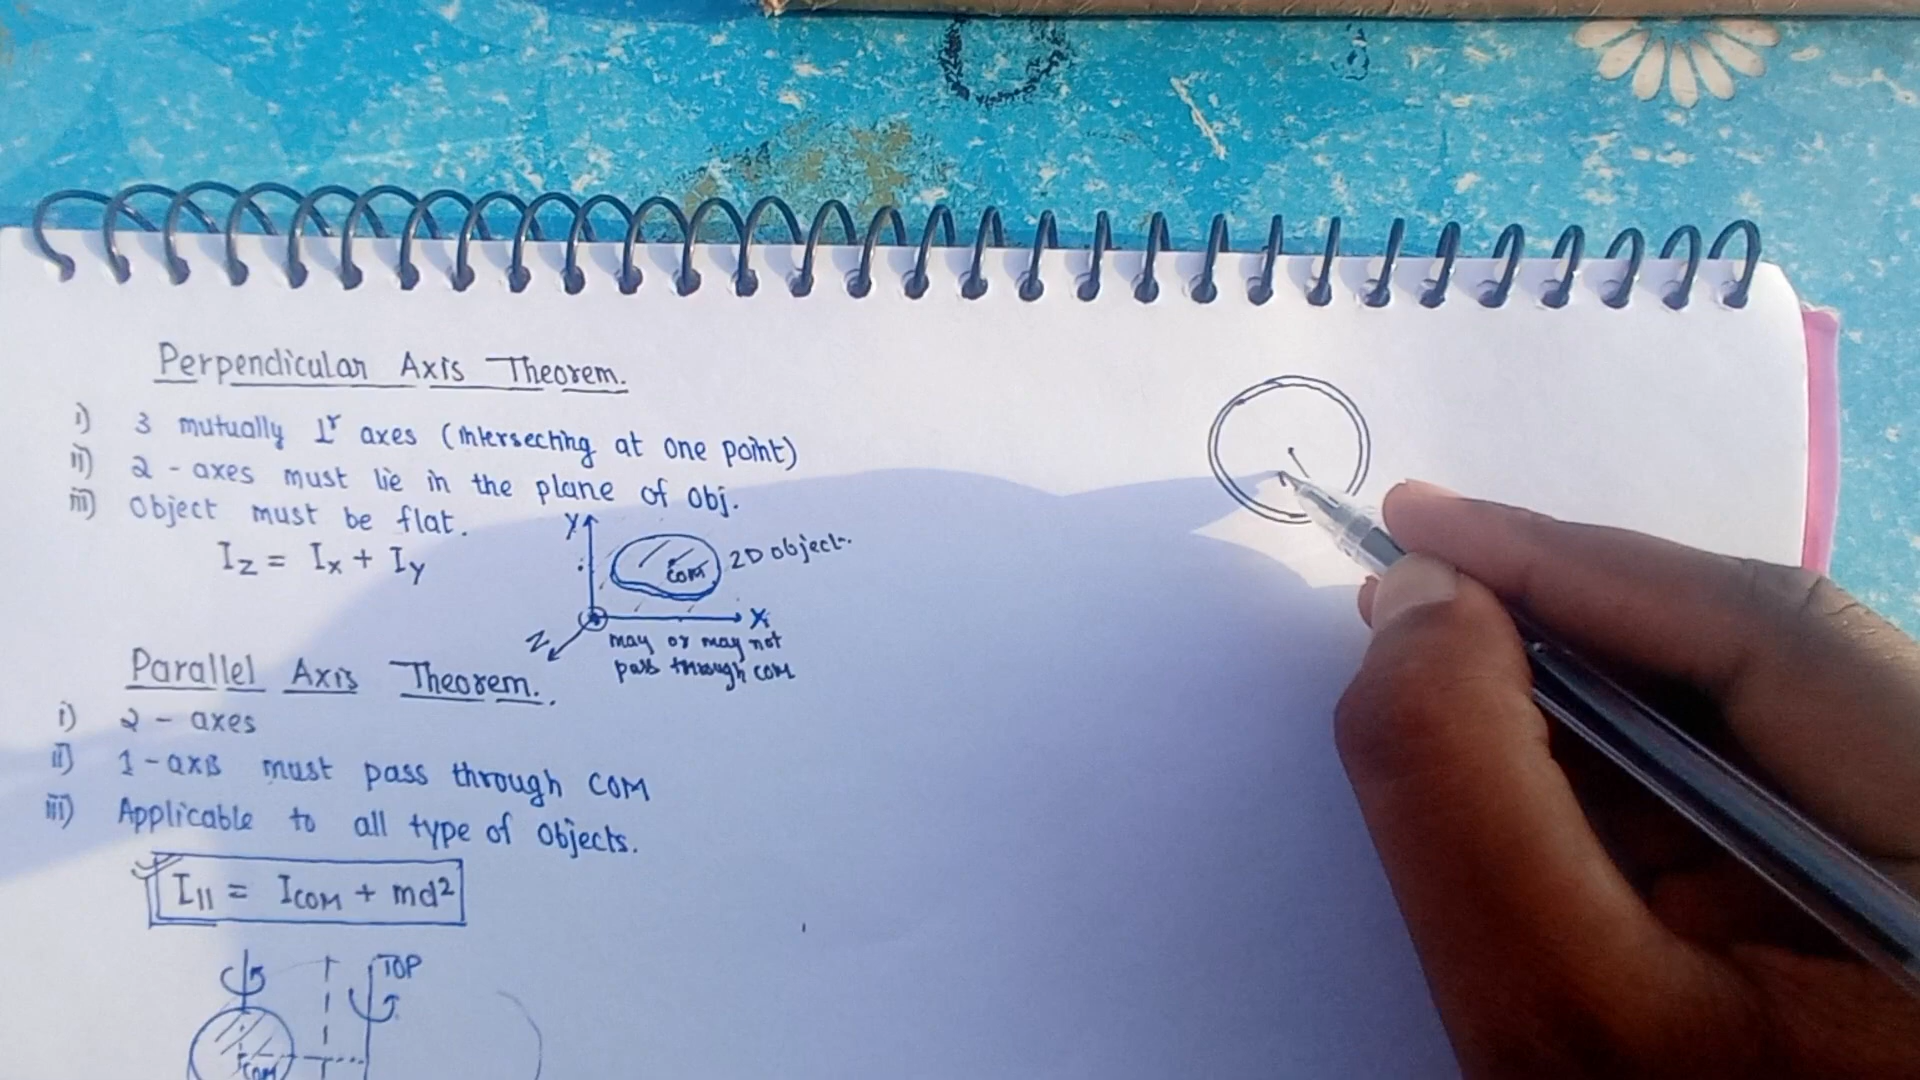 Perpendicular Axis Theorem.
i) 3 mutually ⊥r axes (intersecting at one point)
ii) 2 - axes must lie in the plane of obj.
iii) Object must be flat.
Iz = Ix + Iy
Y
COM
2D object.
X
Z
may or may not
pass through COM
Parallel Axis Theorem.
i) 2 - axes
ii) 1-axis must pass through COM
iii) Applicable to all type of Objects.
I|| = ICOM + md²
TOP
COM